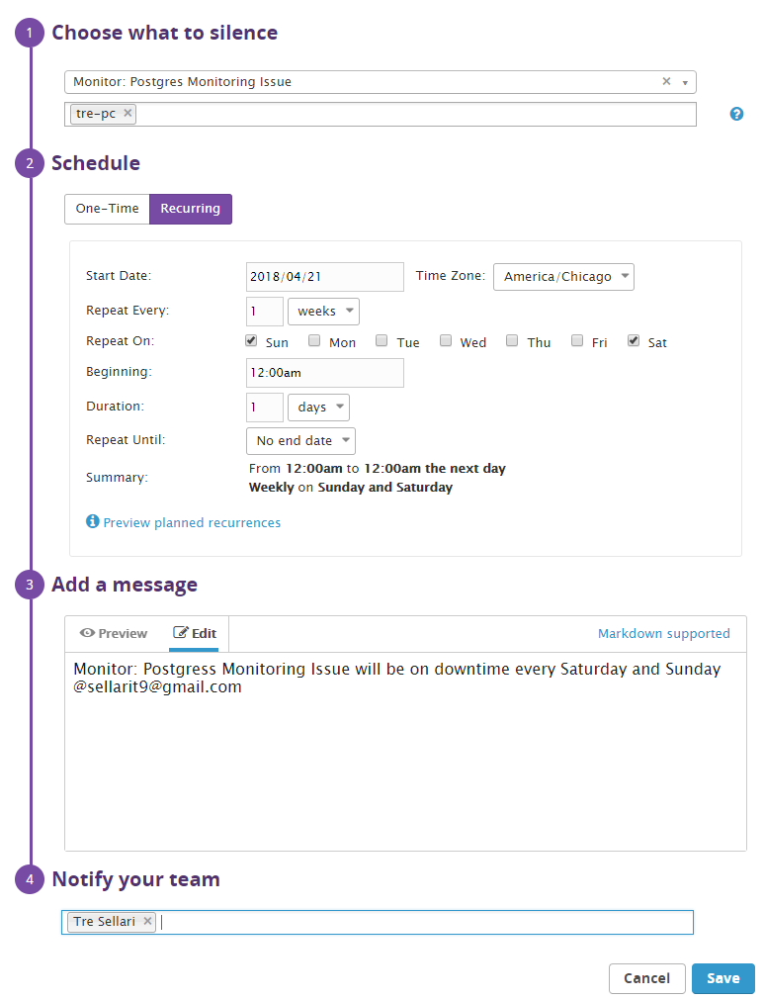 1 Choose what to silence
Monitor: Postgres Monitoring Issue × ▾
tre-pc ×
?
2 Schedule
One-Time Recurring
Start Date: 2018/04/21 Time Zone: America/Chicago
Repeat Every: 1 weeks
Repeat On: Sun Mon Tue Wed Thu Fri Sat
Beginning: 12:00am
Duration: 1 days
Repeat Until: No end date
Summary: From 12:00am to 12:00am the next day
Weekly on Sunday and Saturday
i Preview planned recurrences
3 Add a message
Preview Edit Markdown supported
Monitor: Postgress Monitoring Issue will be on downtime every Saturday and Sunday
@sellarit9@gmail.com
4 Notify your team
Tre Sellari ×
Cancel Save